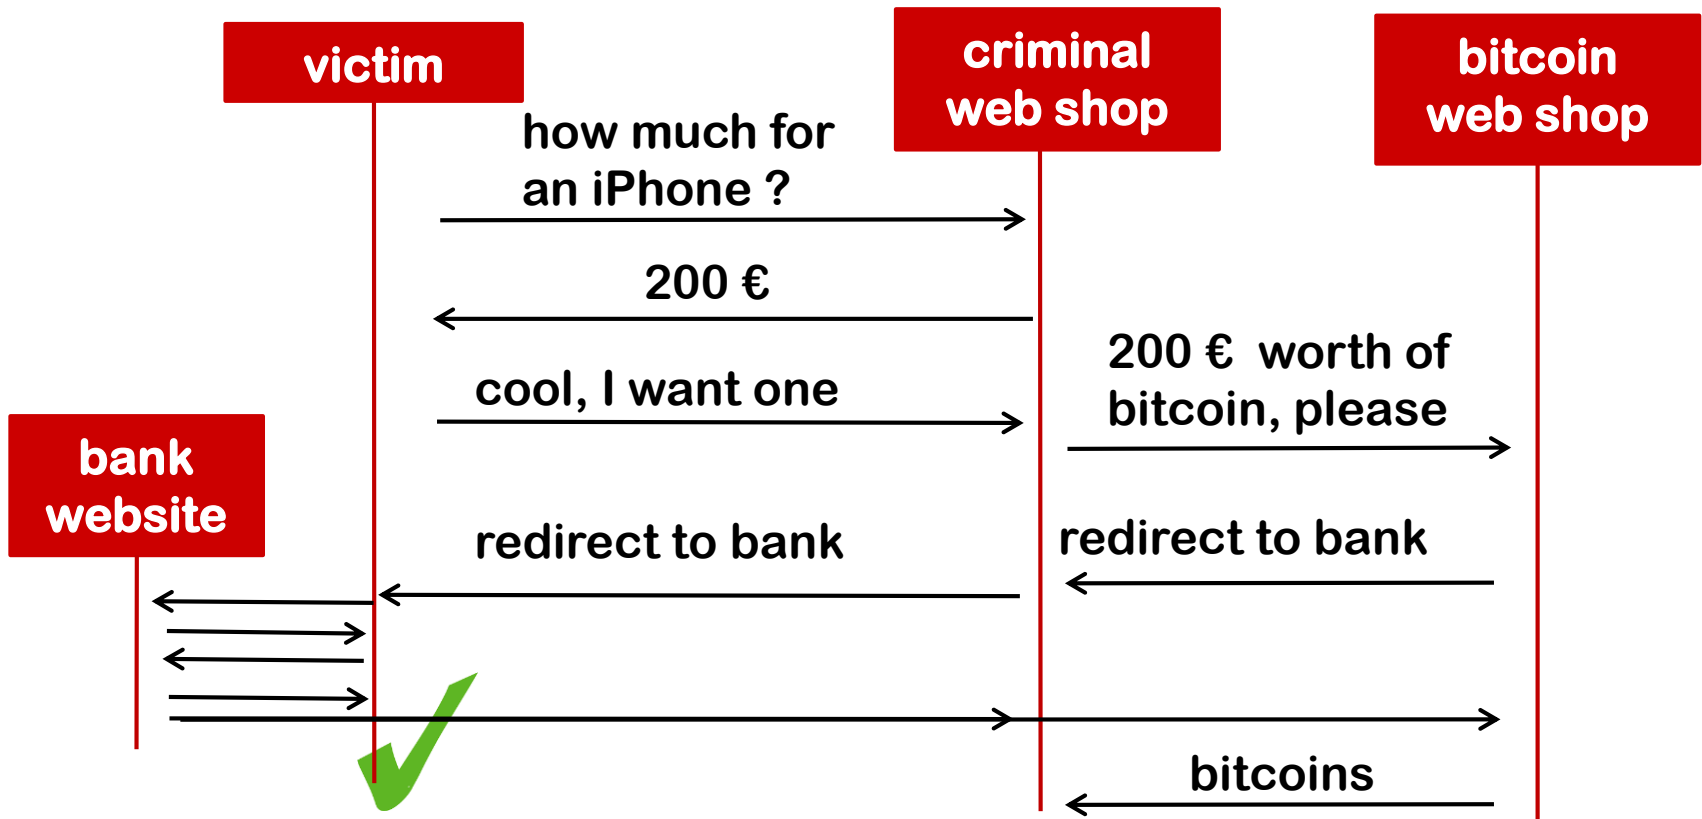 victim
criminal
web shop
bitcoin
web shop
how much for
an iPhone ?
200 €
200 € worth of
bitcoin, please
cool, I want one
bank
website
redirect to bank
redirect to bank
bitcoins